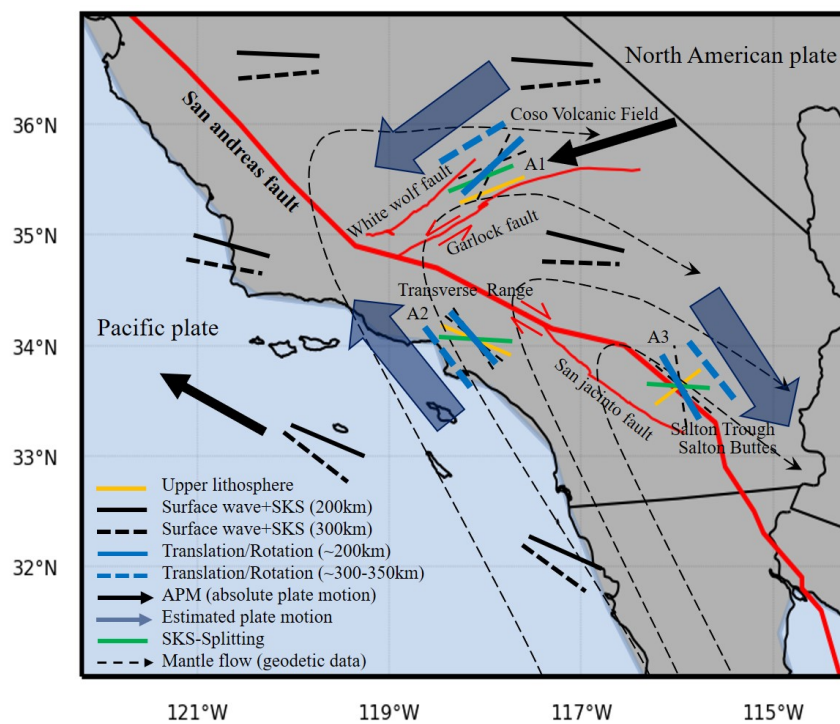 North American plate
Coso Volcanic Field
36°N
San andreas fault
A1
White wolf fault
35°N
Garlock fault
Transverse Range
A2
Pacific plate
34°N
A3
San jacinto fault
Salton Trough
Salton Buttes
33°N
Upper lithosphere
Surface wave+SKS (200km)
Surface wave+SKS (300km)
32°N
Translation/Rotation (~200km)
Translation/Rotation (~300-350km)
APM (absolute plate motion)
Estimated plate motion
SKS-Splitting
Mantle flow (geodetic data)
121°W
119°W
117°W
115°W